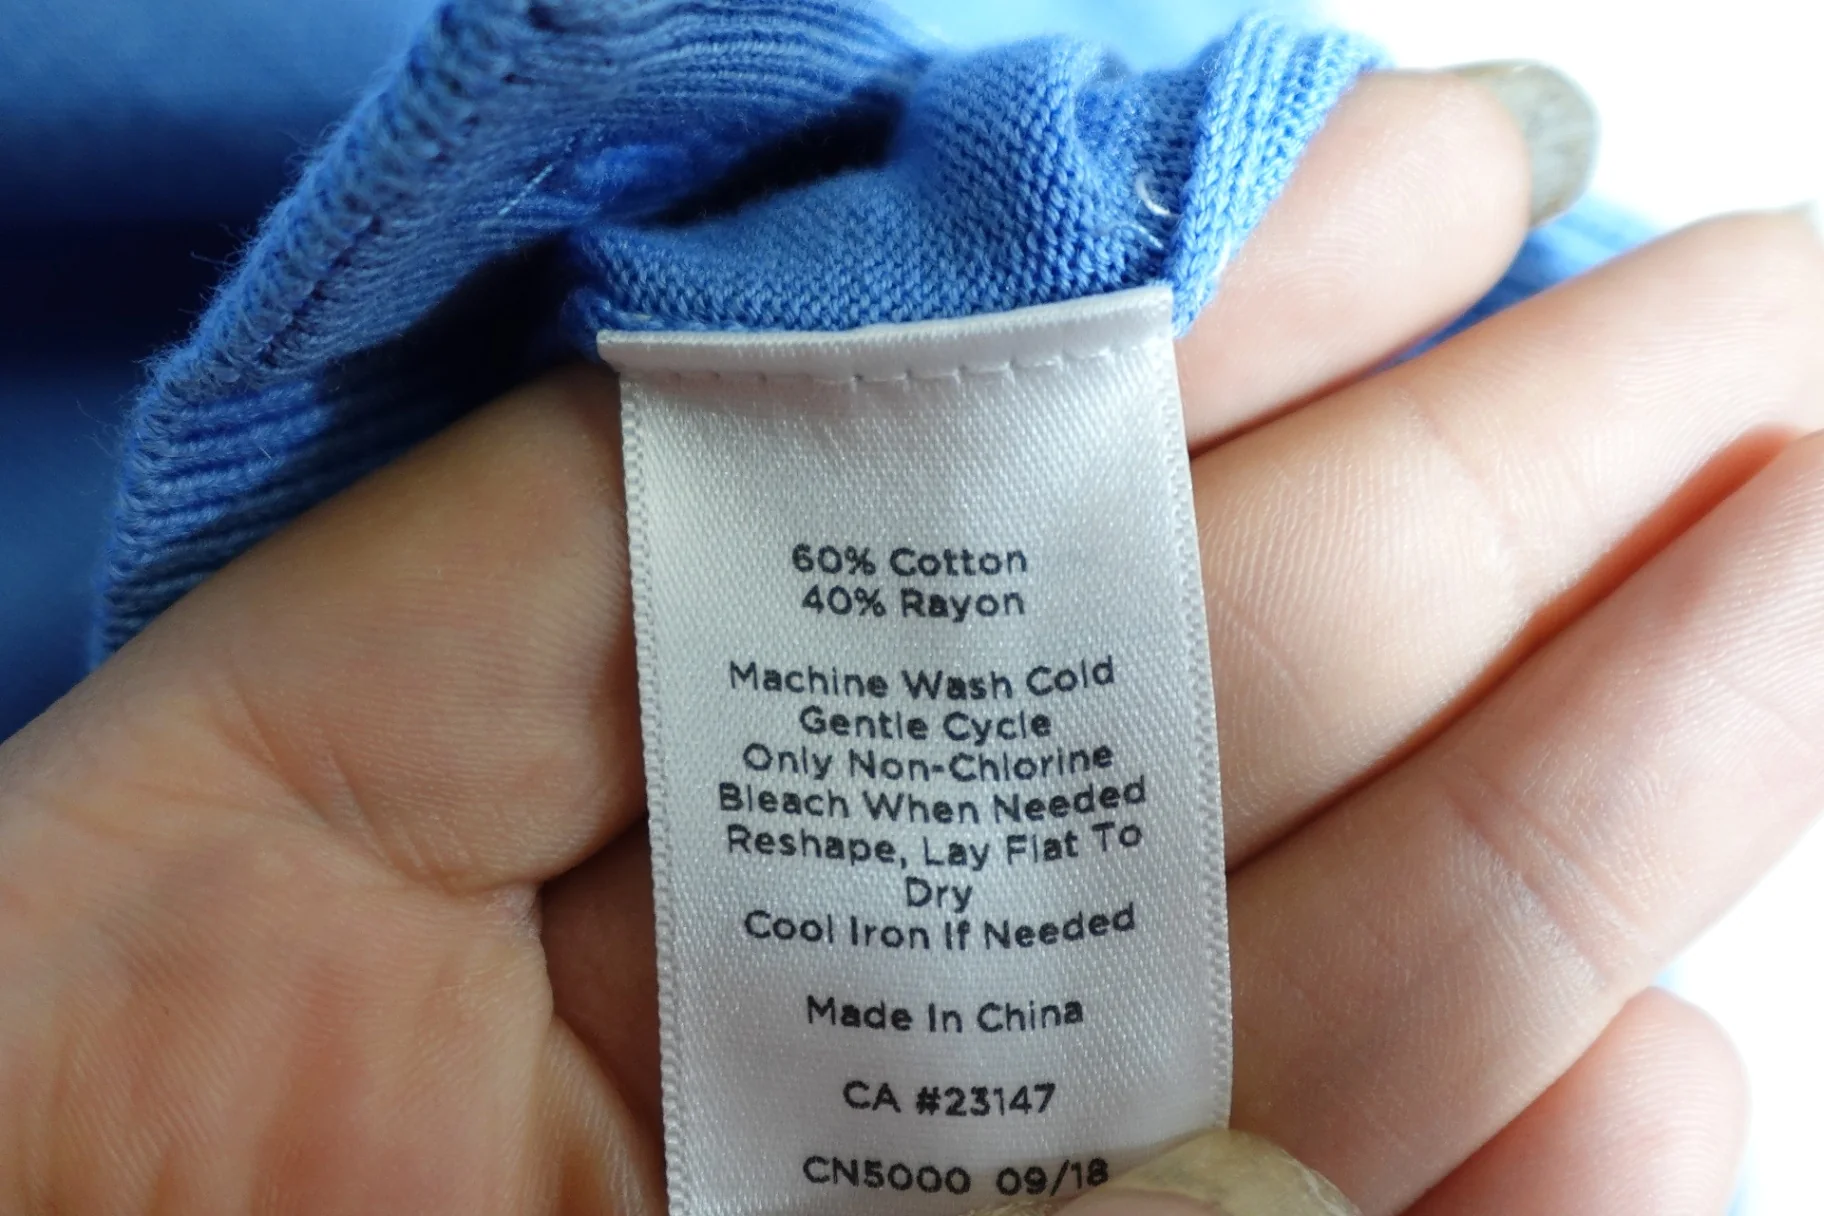 60% Cotton
40% Rayon
Machine Wash Cold
Gentle Cycle
Only Non-Chlorine
Bleach When Needed
Reshape, Lay Flat To
Dry
Cool Iron If Needed
Made In China
CA #23147
CN5000 09/18